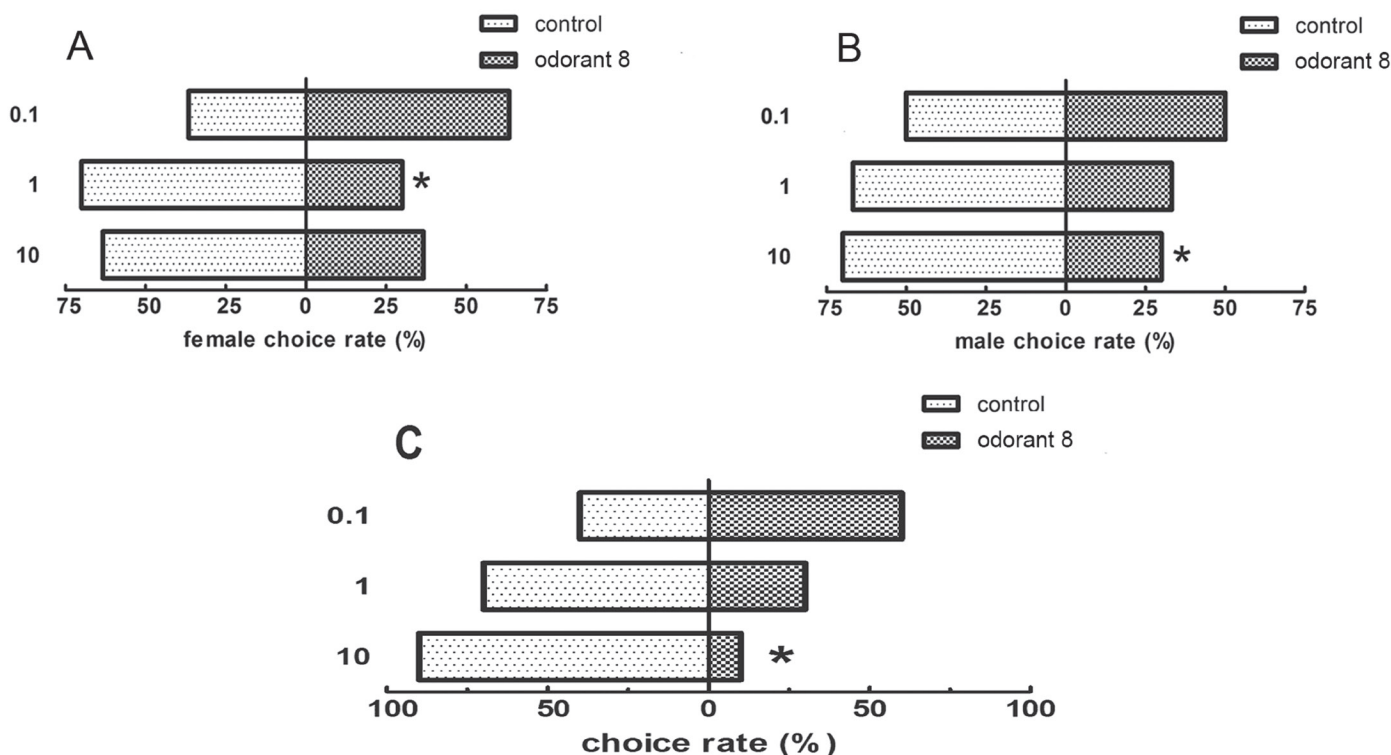 A
control
odorant 8
0.1
1 *
10
75 50 25 0 25 50 75
female choice rate (%)
B
control
odorant 8
0.1
1
10 *
75 50 25 0 25 50 75
male choice rate (%)
C
control
odorant 8
0.1
1
10 *
100 50 0 50 100
choice rate (%)